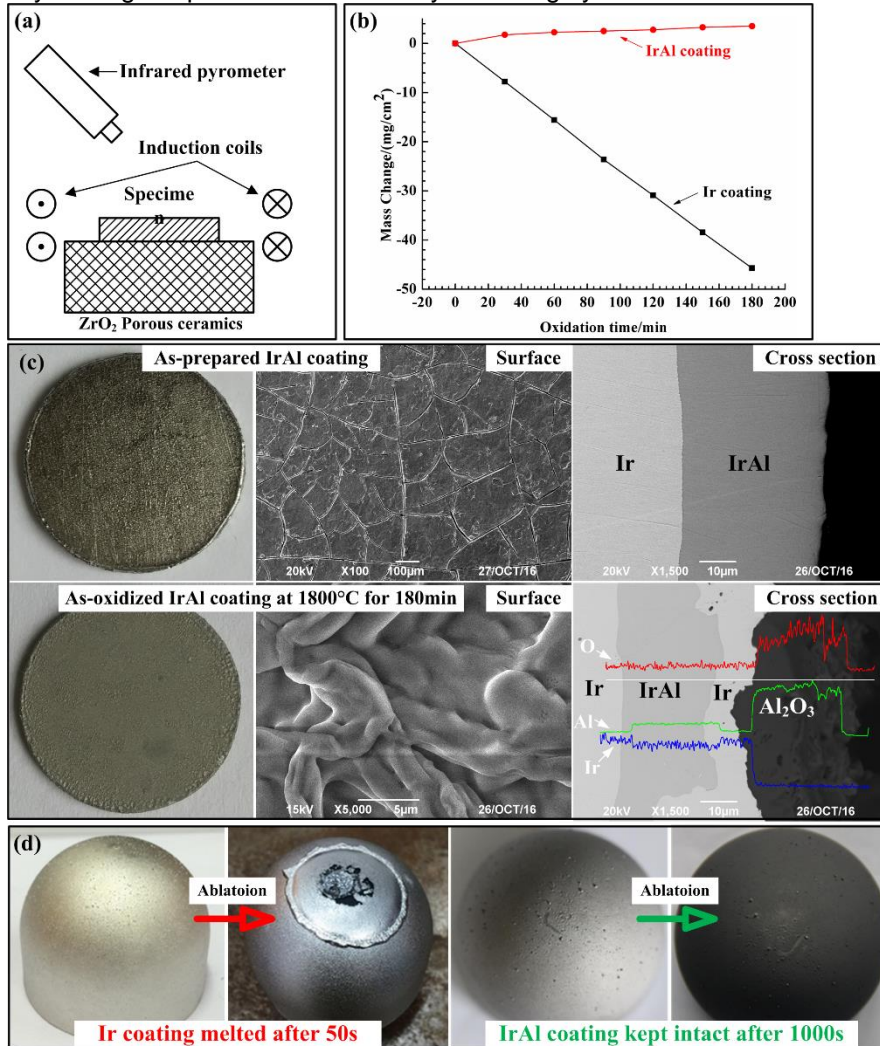 (a)
Infrared pyrometer
Induction coils
Specime
n
ZrO₂ Porous ceramics
(b)
Mass Change/(mg/cm²)
0
-10
-20
-30
-40
-50
IrAl coating
Ir coating
-20 0 20 40 60 80 100 120 140 160 180 200
Oxidation time/min
(c)
As-prepared IrAl coating
Surface
Cross section
20kV X100 100μm 27/OCT/16
Ir
IrAl
20kV X1,500 10μm 26/OCT/16
As-oxidized IrAl coating at 1800°C for 180min
Surface
Cross section
15kV X5,000 5μm 26/OCT/16
O
Ir
IrAl
Ir
Al₂O₃
Al
Ir
20kV X1,500 10μm 26/OCT/16
(d)
Ablatoion
Ablatoion
Ir coating melted after 50s
IrAl coating kept intact after 1000s